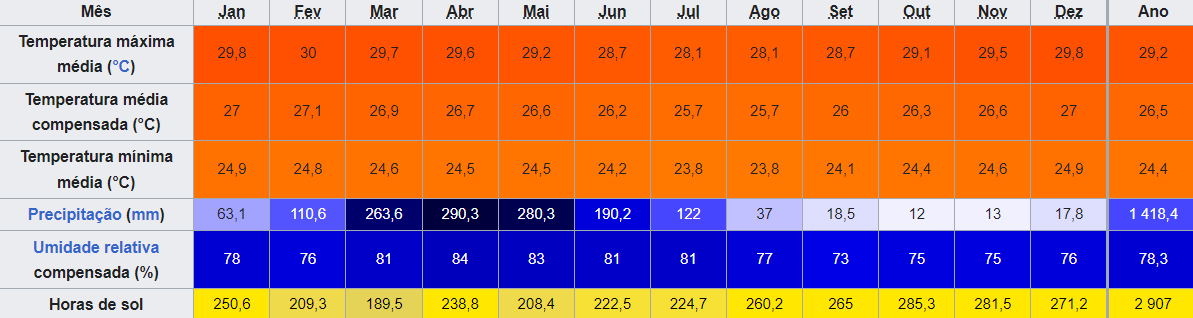 Mês Jan Fev Mar Abr Mai Jun Jul Ago Set Out Nov Dez Ano
Temperatura máxima
média (°C) 29,8 30 29,7 29,6 29,2 28,7 28,1 28,1 28,7 29,1 29,5 29,8 29,2
Temperatura média
compensada (°C) 27 27,1 26,9 26,7 26,6 26,2 25,7 25,7 26 26,3 26,6 27 26,5
Temperatura mínima
média (°C) 24,9 24,8 24,6 24,5 24,5 24,2 23,8 23,8 24,1 24,4 24,6 24,9 24,4
Precipitação (mm) 63,1 110,6 263,6 290,3 280,3 190,2 122 37 18,5 12 13 17,8 1 418,4
Umidade relativa
compensada (%) 78 76 81 84 83 81 81 77 73 75 75 76 78,3
Horas de sol 250,6 209,3 189,5 238,8 208,4 222,5 224,7 260,2 265 285,3 281,5 271,2 2 907